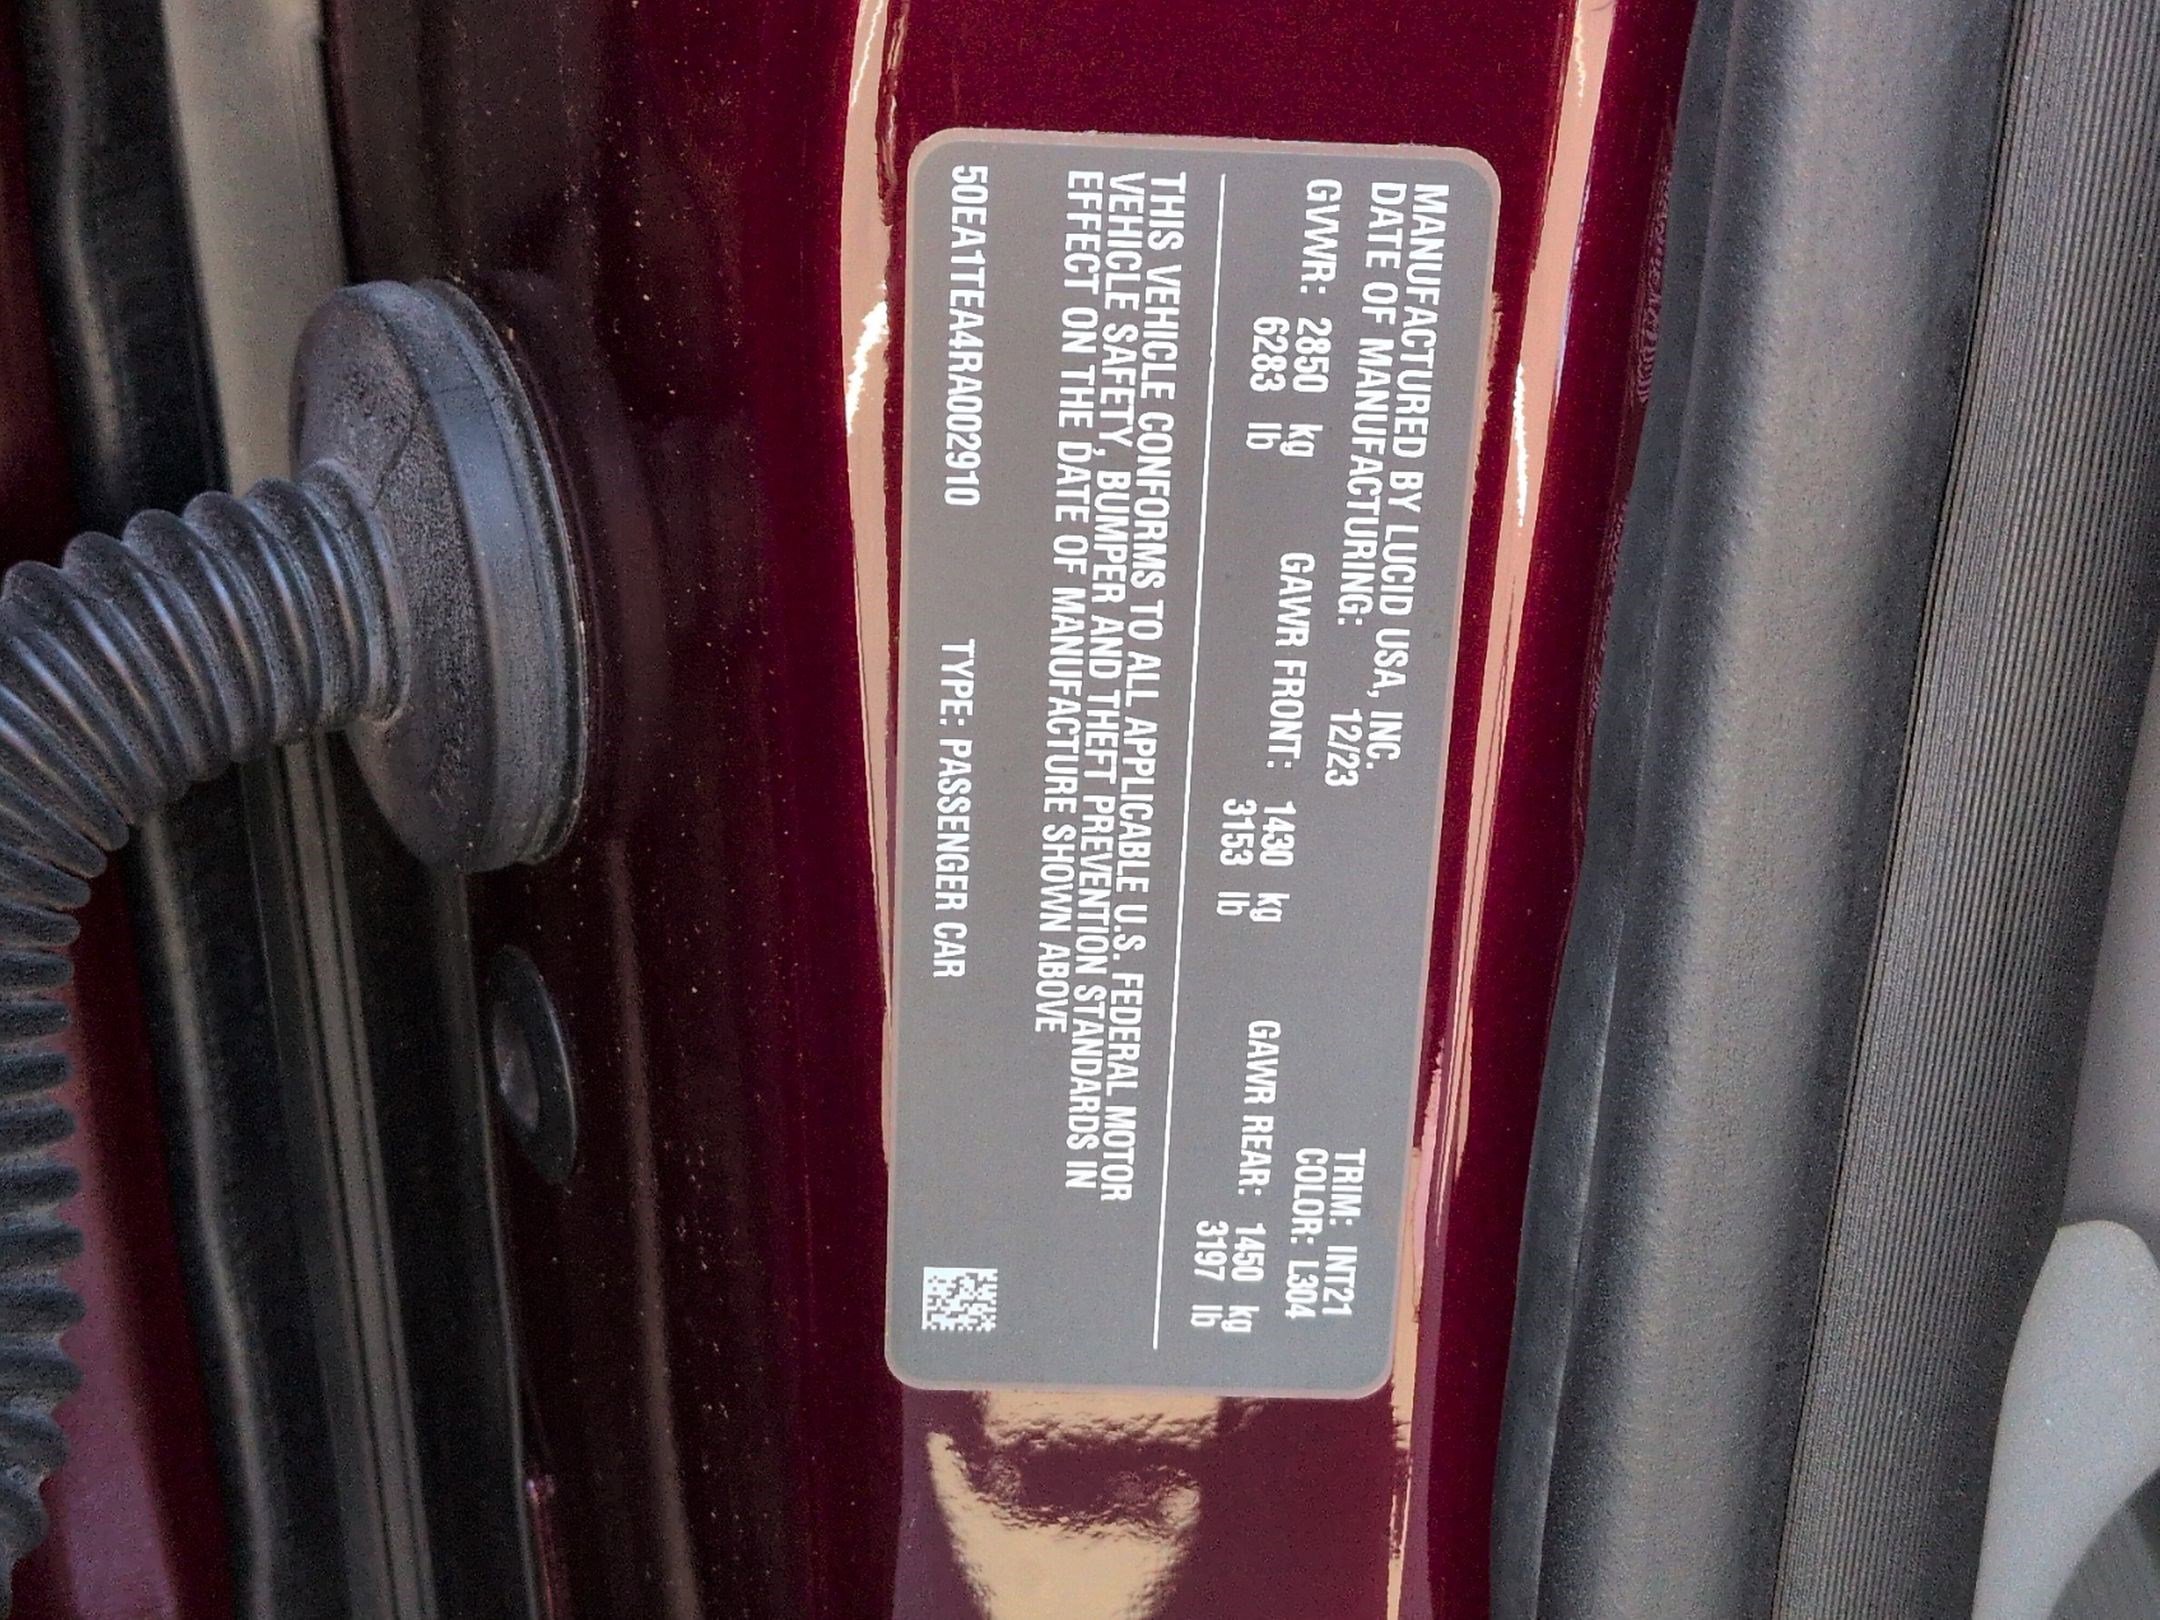 MANUFACTURED BY LUCID USA, INC.
DATE OF MANUFACTURING: 12/23
TRIM: INT21
COLOR: L304
GVWR: 2850 kg GAWR FRONT: 1430 kg GAWR REAR: 1450 kg
6283 lb 3153 lb 3197 lb
THIS VEHICLE CONFORMS TO ALL APPLICABLE U.S. FEDERAL MOTOR
VEHICLE SAFETY, BUMPER AND THEFT PREVENTION STANDARDS IN
EFFECT ON THE DATE OF MANUFACTURE SHOWN ABOVE
50EA1TEA4RA002910 TYPE: PASSENGER CAR